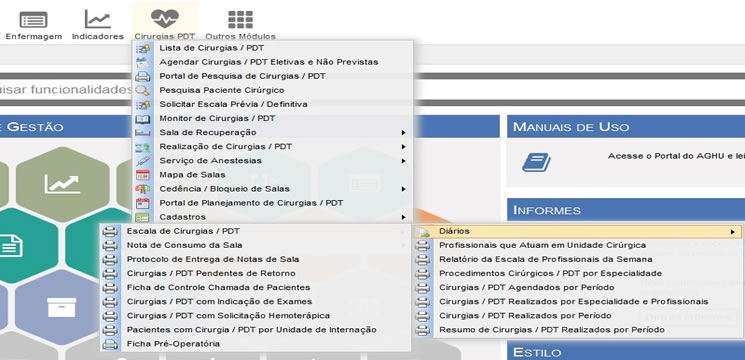 Enfermagem
Indicadores
Cirurgias PDT
Outros Módulos
Lista de Cirurgias / PDT
Agendar Cirurgias / PDT Eletivas e Não Previstas
Portal de Pesquisa de Cirurgias / PDT
uisar funcionalidades
Pesquisa Paciente Cirúrgico
Solicitar Escala Prévia / Definitiva
Monitor de Cirurgias / PDT
E GESTÃO
Sala de Recuperação
MANUAIS DE USO
Realização de Cirurgias / PDT
Acesse o Portal do AGHU e lei
Serviço de Anestesias
Mapa de Salas
Cedência / Bloqueio de Salas
Portal de Planejamento de Cirurgias / PDT
INFORMES
Cadastros
Escala de Cirurgias / PDT
Nota de Consumo da Sala
Protocolo de Entrega de Notas de Sala
Cirurgias / PDT Pendentes de Retorno
Ficha de Controle Chamada de Pacientes
Cirurgias / PDT com Indicação de Exames
Cirurgias / PDT com Solicitação Hemoterápica
Pacientes com Cirurgia / PDT por Unidade de Internação
Ficha Pré-Operatória
Diários
Profissionais que Atuam em Unidade Cirúrgica
Relatório da Escala de Profissionais da Semana
Procedimentos Cirúrgicos / PDT por Especialidade
Cirurgias / PDT Agendados por Período
Cirurgias / PDT Realizados por Especialidade e Profissionais
Cirurgias / PDT Realizados por Período
Resumo de Cirurgias / PDT Realizados por Período
ESTILO